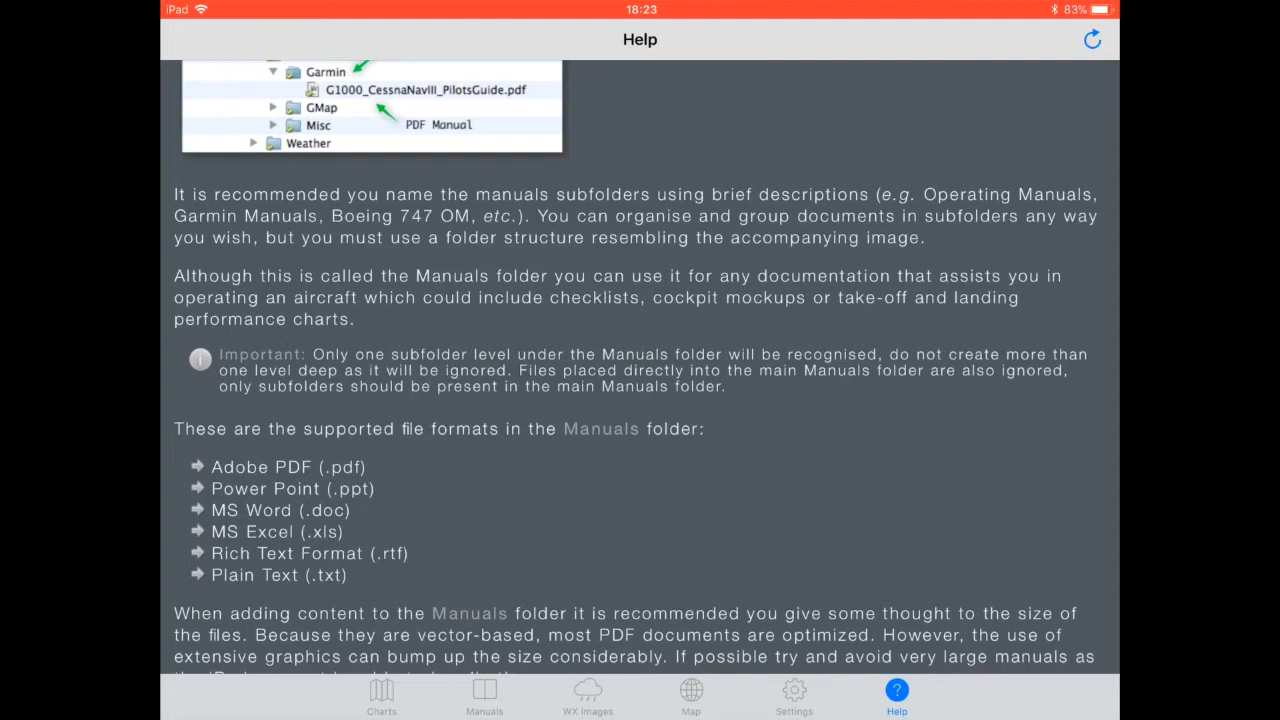 iPad 18:23 83%
Help
Garmin
G1000_CessnaNavIII_PilotsGuide.pdf
GMap
Misc PDF Manual
Weather
It is recommended you name the manuals subfolders using brief descriptions (e.g. Operating Manuals,
Garmin Manuals, Boeing 747 OM, etc.). You can organise and group documents in subfolders any way
you wish, but you must use a folder structure resembling the accompanying image.
Although this is called the Manuals folder you can use it for any documentation that assists you in
operating an aircraft which could include checklists, cockpit mockups or take-off and landing
performance charts.
Important: Only one subfolder level under the Manuals folder will be recognised, do not create more than
one level deep as it will be ignored. Files placed directly into the main Manuals folder are also ignored,
only subfolders should be present in the main Manuals folder.
These are the supported file formats in the Manuals folder:
Adobe PDF (.pdf)
Power Point (.ppt)
MS Word (.doc)
MS Excel (.xls)
Rich Text Format (.rtf)
Plain Text (.txt)
When adding content to the Manuals folder it is recommended you give some thought to the size of
the files. Because they are vector-based, most PDF documents are optimized. However, the use of
extensive graphics can bump up the size considerably. If possible try and avoid very large manuals as
Charts Manuals WX Images Map Settings Help